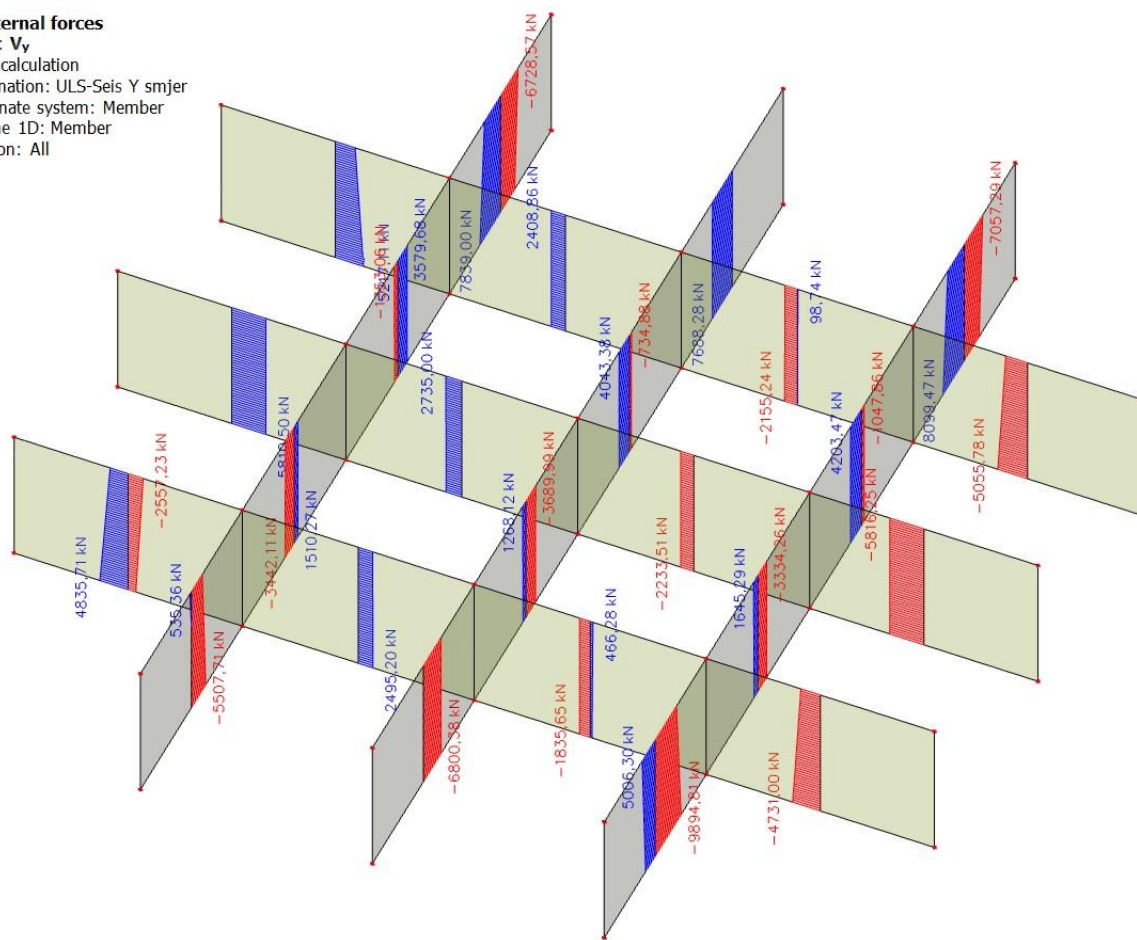 ternal forces
: Vy
calculation
nation: ULS-Seis Y smjer
nate system: Member
e 1D: Member
on: All
−6728,57 kN
2408,86 kN
−7057,29 kN
3579,68 kN
7839,00 kN
98,74 kN
−734,88 kN
7688,28 kN
4043,38 kN
2735,00 kN
−2155,24 kN
8099,47 kN
4203,47 kN
−5055,78 kN
5810,50 kN
−2557,23 kN
−3689,99 kN
1268,12 kN
−5816,25 kN
−3334,26 kN
1645,29 kN
−2233,51 kN
4835,71 kN
535,36 kN
−3442,11 kN
1510,27 kN
466,28 kN
−5507,71 kN
2495,20 kN
−1835,65 kN
−6800,38 kN
5006,30 kN
−9894,81 kN
−4731,00 kN